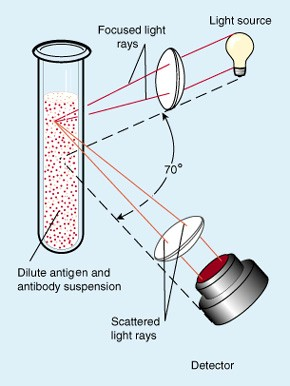 Light source
Focused light
rays
70°
Dilute antigen and
antibody suspension
Scattered
light rays
Detector